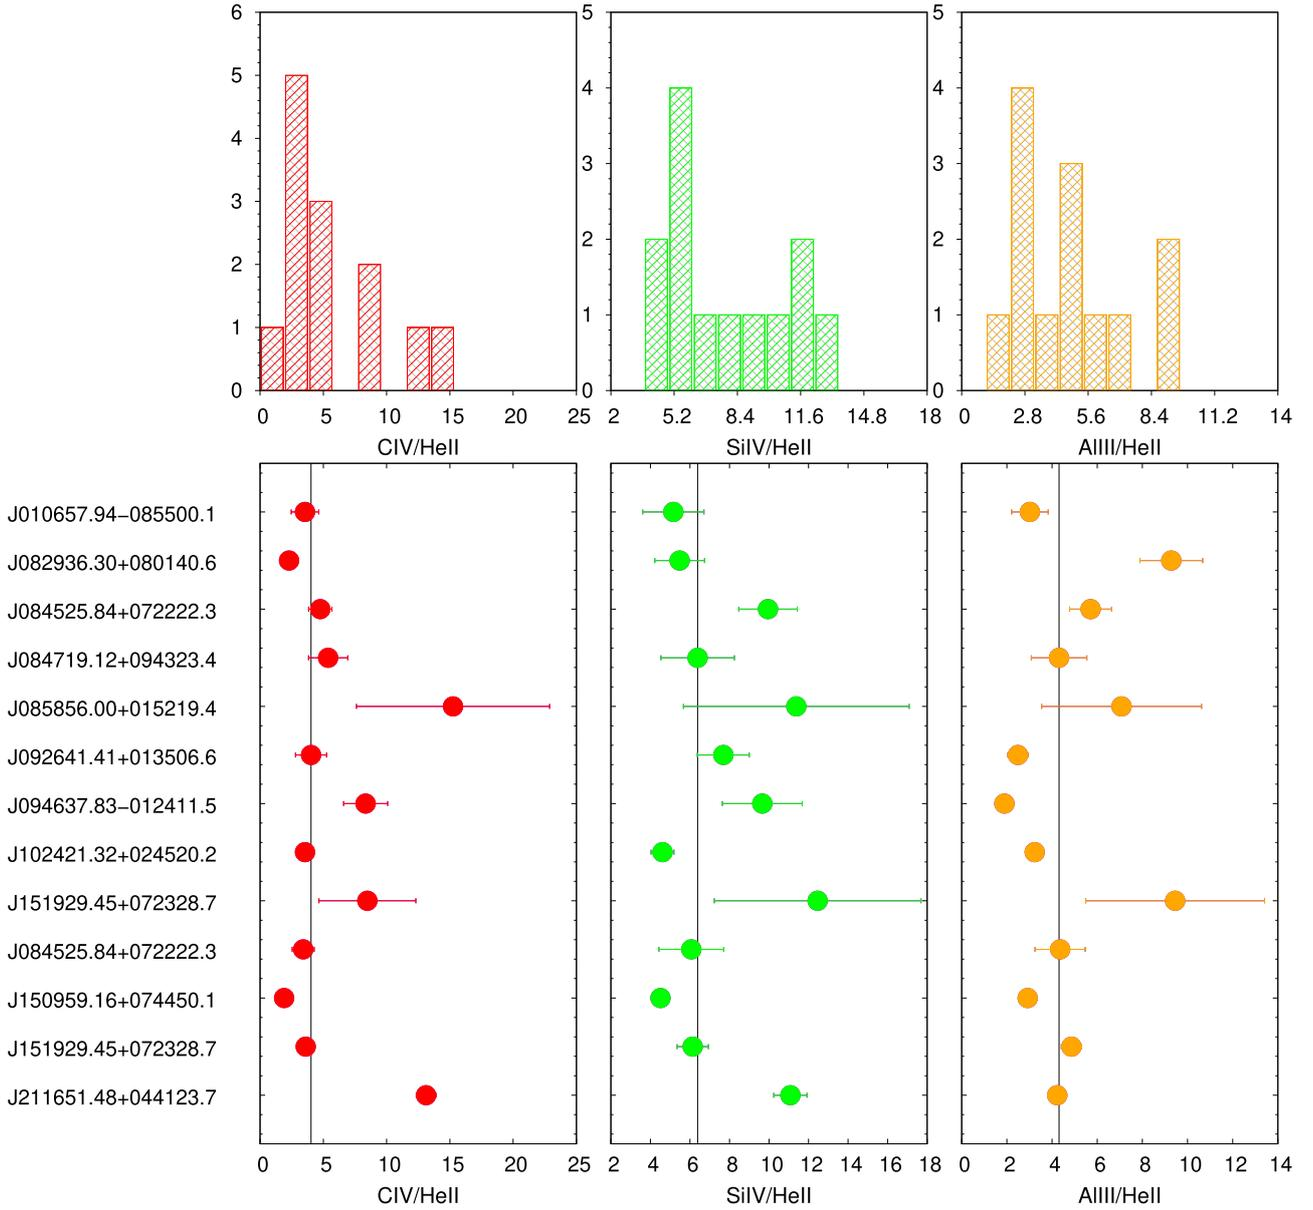 6 5 4 3 2 1 0
0 5 10 15 20 25
CIV/HeII
5 4 3 2 1 0
2 5.2 8.4 11.6 14.8 18
SiIV/HeII
5 4 3 2 1 0
0 2.8 5.6 8.4 11.2 14
AlIII/HeII
J010657.94−085500.1
J082936.30+080140.6
J084525.84+072222.3
J084719.12+094323.4
J085856.00+015219.4
J092641.41+013506.6
J094637.83−012411.5
J102421.32+024520.2
J151929.45+072328.7
J084525.84+072222.3
J150959.16+074450.1
J151929.45+072328.7
J211651.48+044123.7
0 5 10 15 20 25
CIV/HeII
2 4 6 8 10 12 14 16 18
SiIV/HeII
0 2 4 6 8 10 12 14
AlIII/HeII